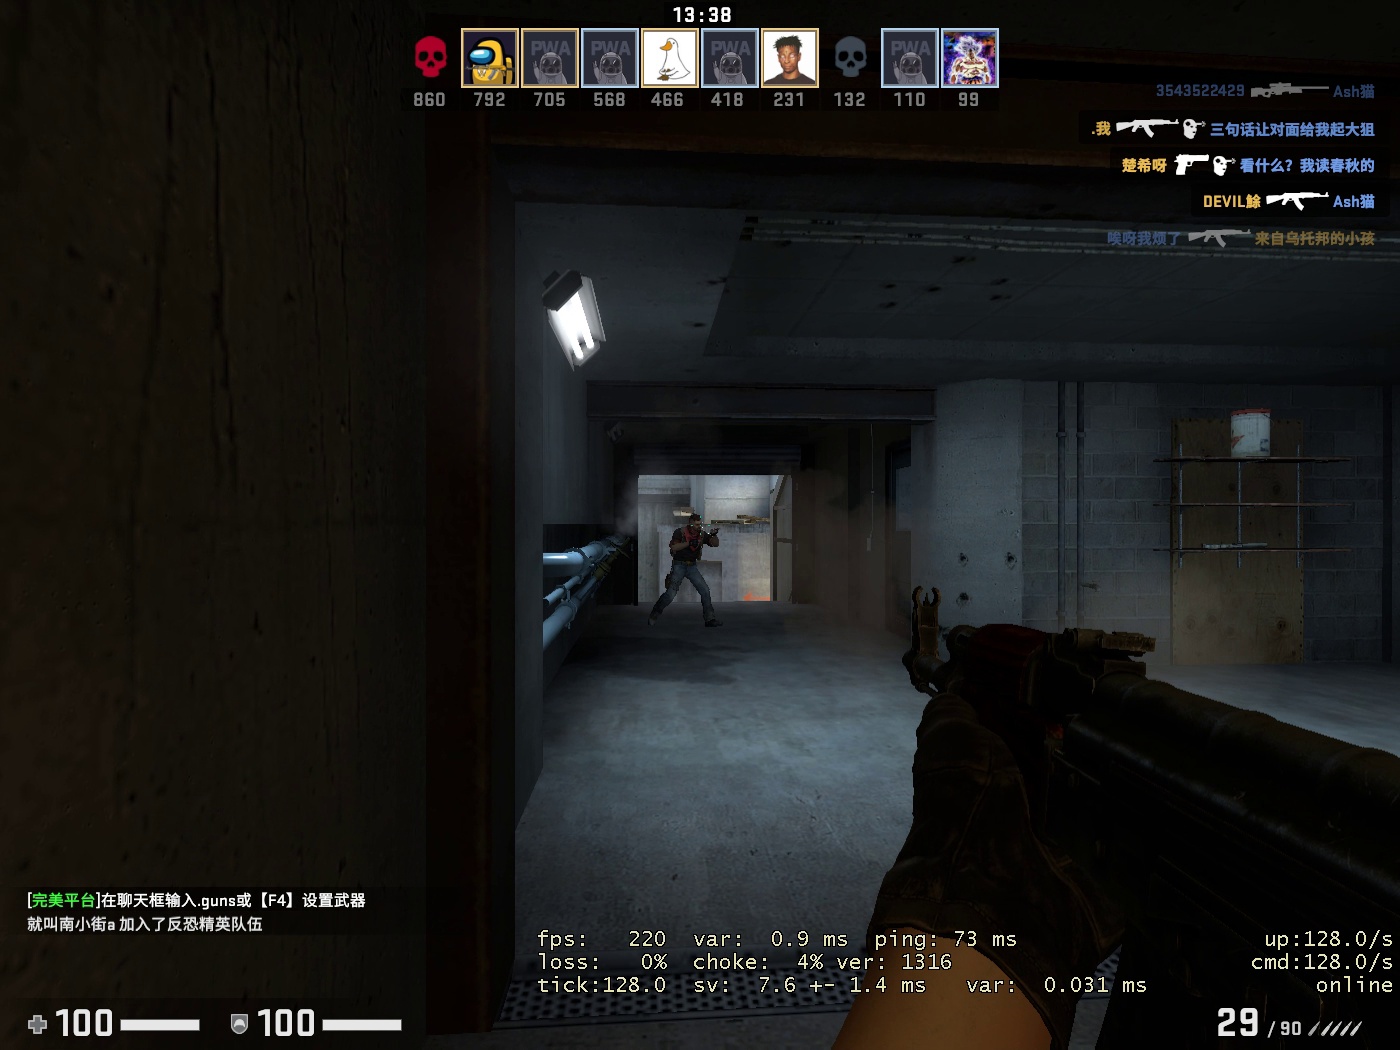 13:38
PWA PWA PWA PWA
860 792 705 568 466 418 231 132 110 99
3543522429 Ash猫
.我 三句话让对面给我起大狙
楚希呀 看什么？我读春秋的
DEVIL鮽 Ash猫
唉呀我烦了 来自乌托邦的小孩
[完美平台]在聊天框输入.guns或【F4】设置武器
就叫南小街a 加入了反恐精英队伍
fps: 220 var: 0.9 ms ping: 73 ms
loss: 0% choke: 4% ver: 1316
tick:128.0 sv: 7.6 +- 1.4 ms var: 0.031 ms
up:128.0/s
cmd:128.0/s
online
100 100
29 / 90